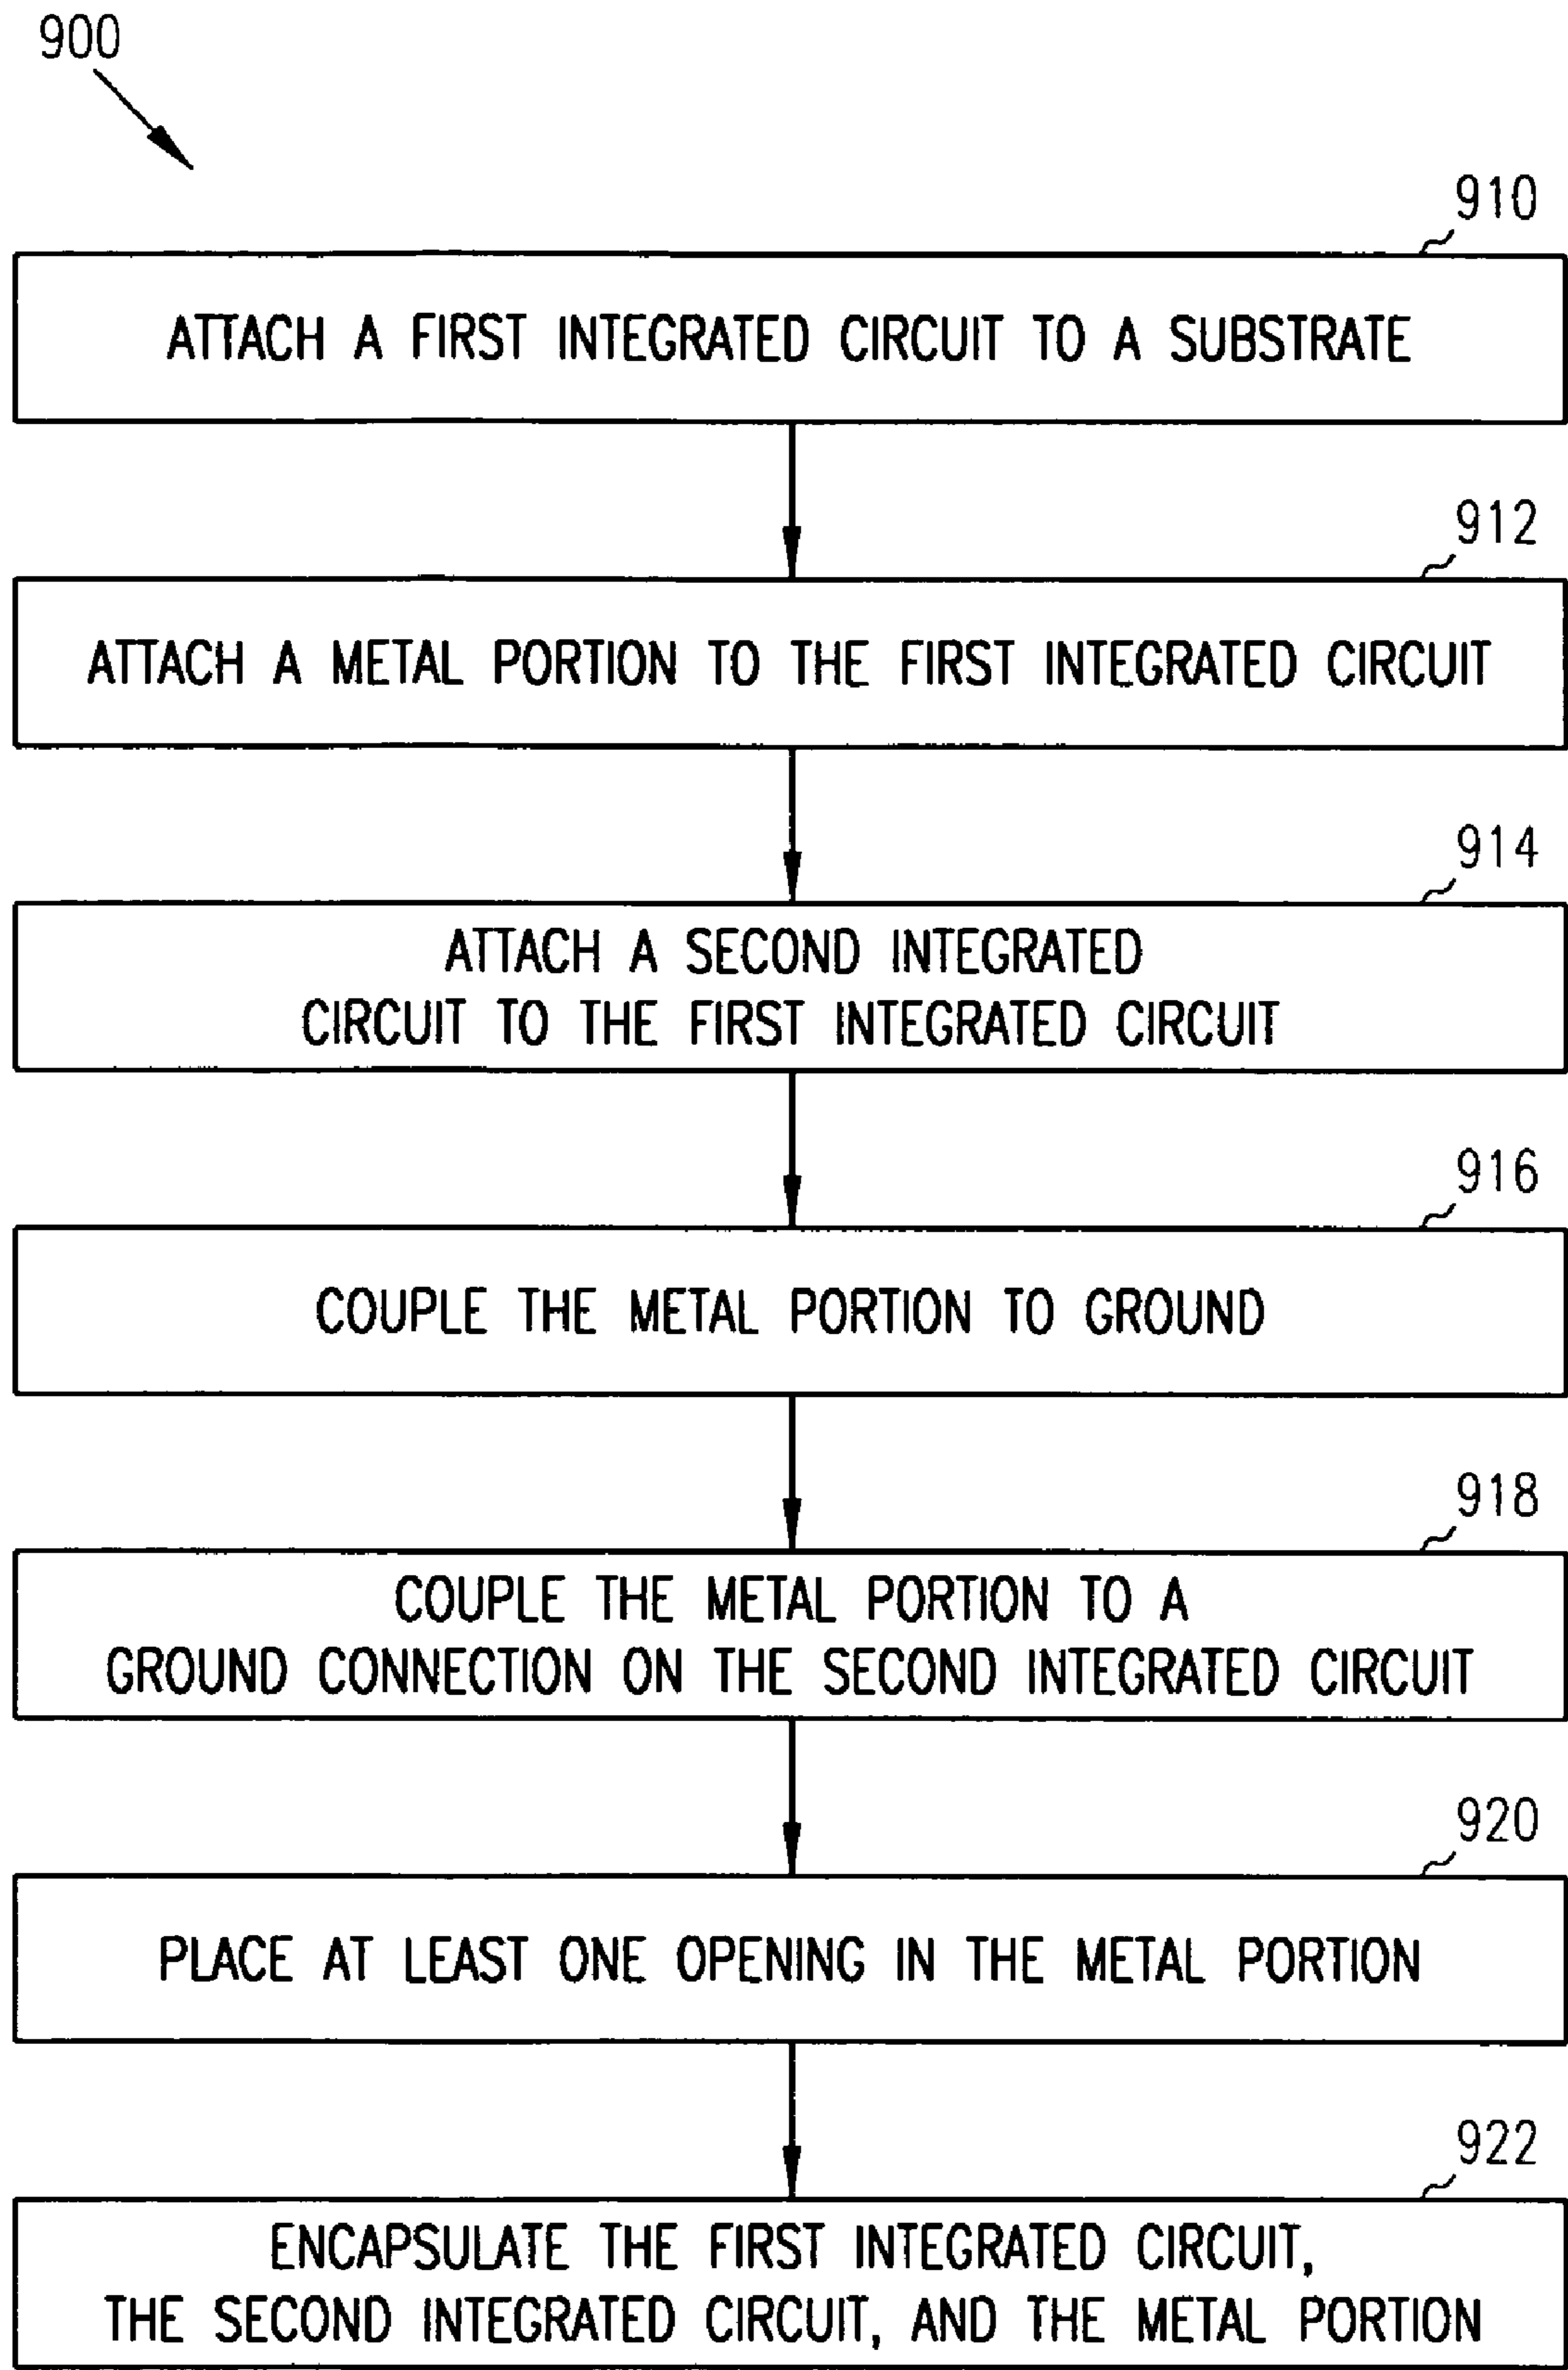 900
910
ATTACH A FIRST INTEGRATED CIRCUIT TO A SUBSTRATE
912
ATTACH A METAL PORTION TO THE FIRST INTEGRATED CIRCUIT
914
ATTACH A SECOND INTEGRATED
CIRCUIT TO THE FIRST INTEGRATED CIRCUIT
916
COUPLE THE METAL PORTION TO GROUND
918
COUPLE THE METAL PORTION TO A
GROUND CONNECTION ON THE SECOND INTEGRATED CIRCUIT
920
PLACE AT LEAST ONE OPENING IN THE METAL PORTION
922
ENCAPSULATE THE FIRST INTEGRATED CIRCUIT,
THE SECOND INTEGRATED CIRCUIT, AND THE METAL PORTION